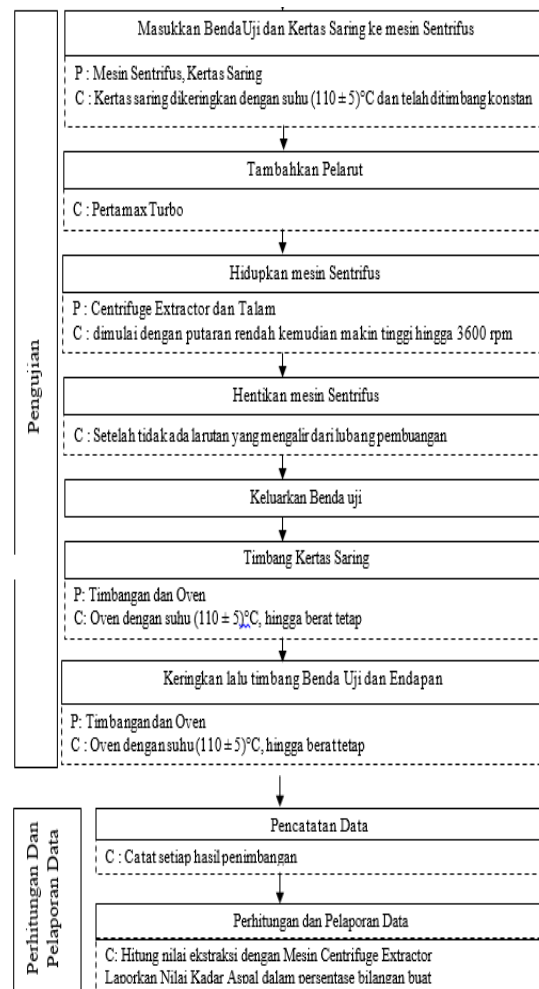 Masukkan Benda Uji dan Kertas Saring ke mesin Sentrifus
P : Mesin Sentrifus, Kertas Saring
C : Kertas saring dikeringkan dengan suhu (110 ± 5)°C dan telah ditimbang konstan
Tambahkan Pelarut
C : Pertamax Turbo
Hidupkan mesin Sentrifus
P : Centrifuge Extractor dan Talam
C : dimulai dengan putaran rendah kemudian makin tinggi hingga 3600 rpm
Hentikan mesin Sentrifus
C : Setelah tidak ada larutan yang mengalir dari lubang pembuangan
Keluarkan Benda uji
Timbang Kertas Saring
P: Timbangan dan Oven
C: Oven dengan suhu (110 ± 5)°C, hingga berat tetap
Keringkan lalu timbang Benda Uji dan Endapan
P: Timbangan dan Oven
C : Oven dengan suhu (110 ± 5)°C, hingga berat tetap
Pengujian
Pencatatan Data
C : Catat setiap hasil penimbangan
Perhitungan dan Pelaporan Data
C: Hitung nilai ekstraksi dengan Mesin Centrifuge Extractor
Laporkan Nilai Kadar Aspal dalam persentase bilangan buat
Perhitungan Dan
Pelaporan Data